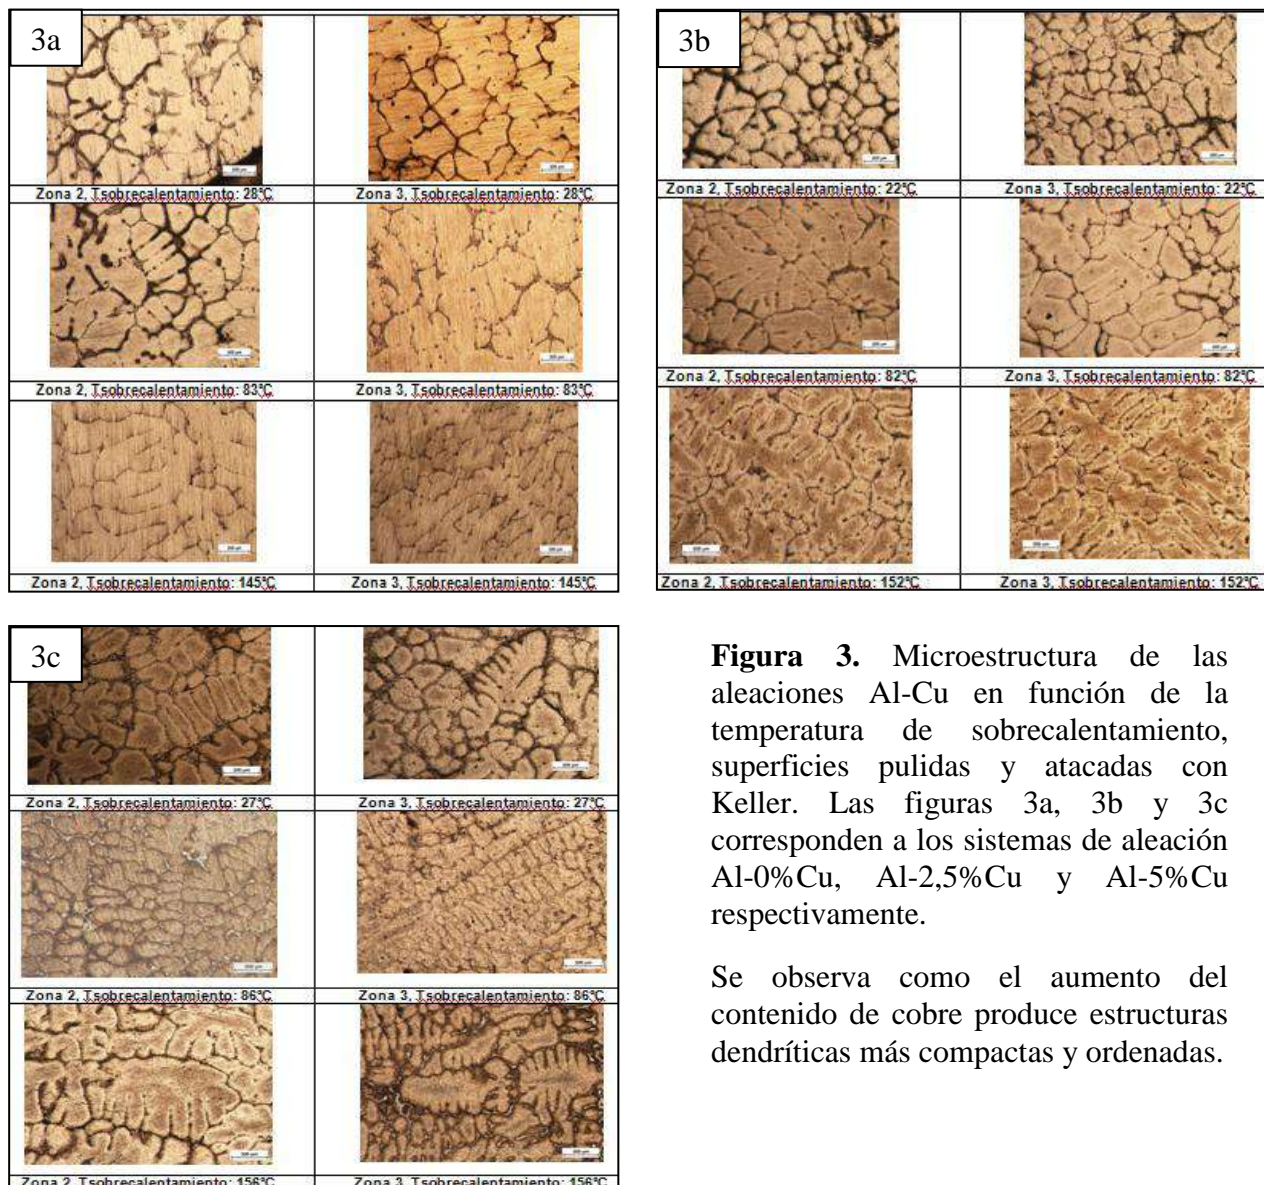 3a
Zona 2, Tsobrecalentamiento: 28°C
Zona 3, Tsobrecalentamiento: 28°C
Zona 2, Tsobrecalentamiento: 83°C
Zona 3, Tsobrecalentamiento: 83°C
Zona 2, Tsobrecalentamiento: 145°C
Zona 3, Tsobrecalentamiento: 145°C
3b
Zona 2, Tsobrecalentamiento: 22°C
Zona 3, Tsobrecalentamiento: 22°C
Zona 2, Tsobrecalentamiento: 82°C
Zona 3, Tsobrecalentamiento: 82°C
Zona 2, Tsobrecalentamiento: 152°C
Zona 3, Tsobrecalentamiento: 152°C
3c
Zona 2, Tsobrecalentamiento: 27°C
Zona 3, Tsobrecalentamiento: 27°C
Zona 2, Tsobrecalentamiento: 86°C
Zona 3, Tsobrecalentamiento: 86°C
Zona 2, Tsobrecalentamiento: 156°C
Zona 3, Tsobrecalentamiento: 156°C
Figura 3. Microestructura de las
aleaciones Al-Cu en función de la
temperatura de sobrecalentamiento,
superficies pulidas y atacadas con
Keller. Las figuras 3a, 3b y 3c
corresponden a los sistemas de aleación
Al-0%Cu, Al-2,5%Cu y Al-5%Cu
respectivamente.
Se observa como el aumento del
contenido de cobre produce estructuras
dendríticas más compactas y ordenadas.